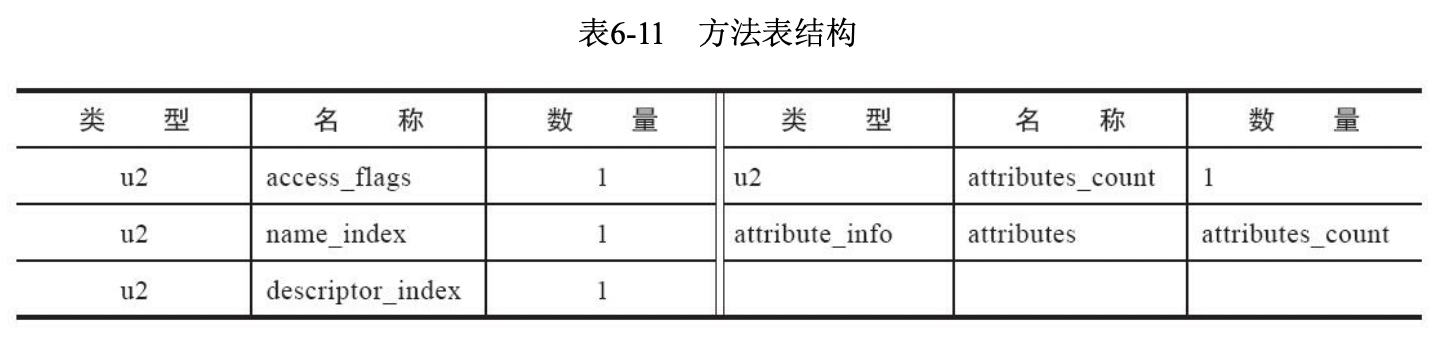 表6-11 方法表结构
类 型 名 称 数 量 类 型 名 称 数 量
u2 access_flags 1 u2 attributes_count 1
u2 name_index 1 attribute_info attributes attributes_count
u2 descriptor_index 1